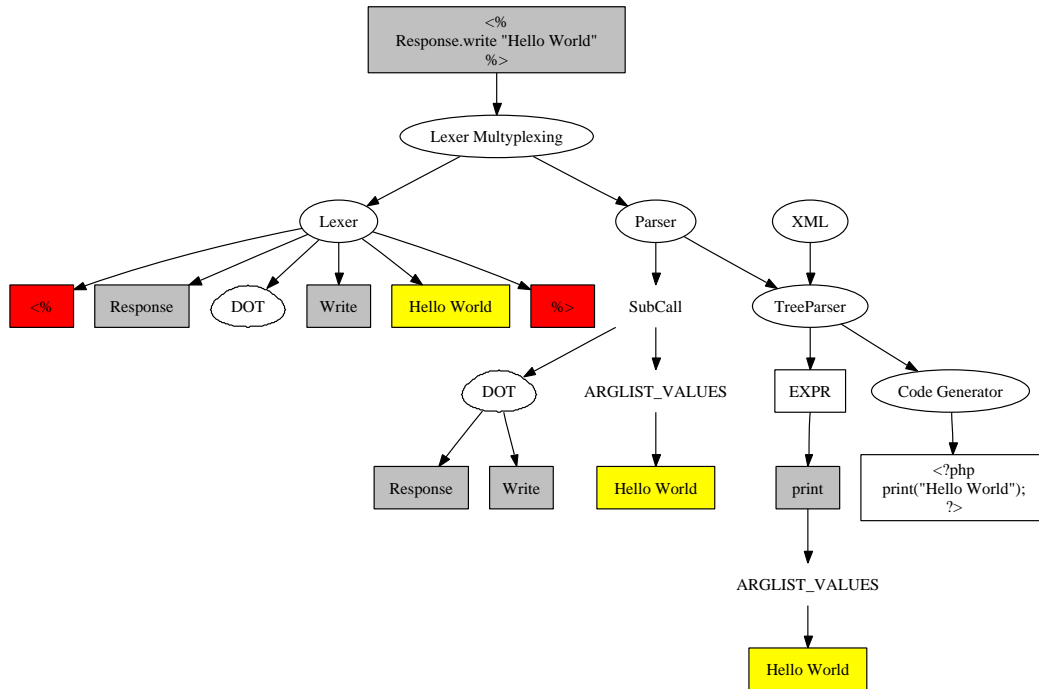 <%
Response.write "Hello World"
%>
Lexer Multyplexing
Lexer
Parser
XML
<%
Response
DOT
Write
Hello World
%>
SubCall
TreeParser
DOT
ARGLIST_VALUES
EXPR
Code Generator
Response
Write
Hello World
print
<?php
print("Hello World");
?>
ARGLIST_VALUES
Hello World